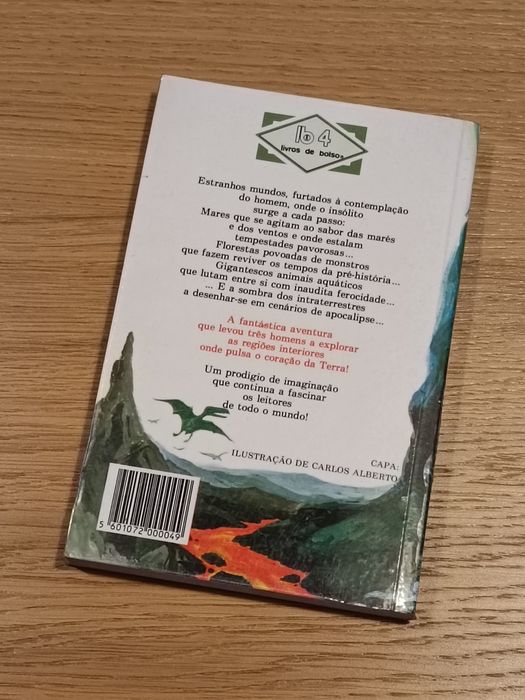 lb 4
livros de bolso
Estranhos mundos, furtados à contemplação
do homem, onde o insólito
surge a cada passo:
Mares que se agitam ao sabor das marés
e dos ventos e onde estalam
tempestades pavorosas...
Florestas povoadas de monstros
que fazem reviver os tempos da pré-história...
Gigantescos animais aquáticos
que lutam entre si com inaudita ferocidade...
... E a sombra dos intraterrestres
a desenhar-se em cenários de apocalipse...
A fantástica aventura
que levou três homens a explorar
as regiões interiores
onde pulsa o coração da Terra!
Um prodígio de imaginação
que continua a fascinar
os leitores
de todo o mundo!
CAPA:
ILUSTRAÇÃO DE CARLOS ALBERTO
5 601072 000049